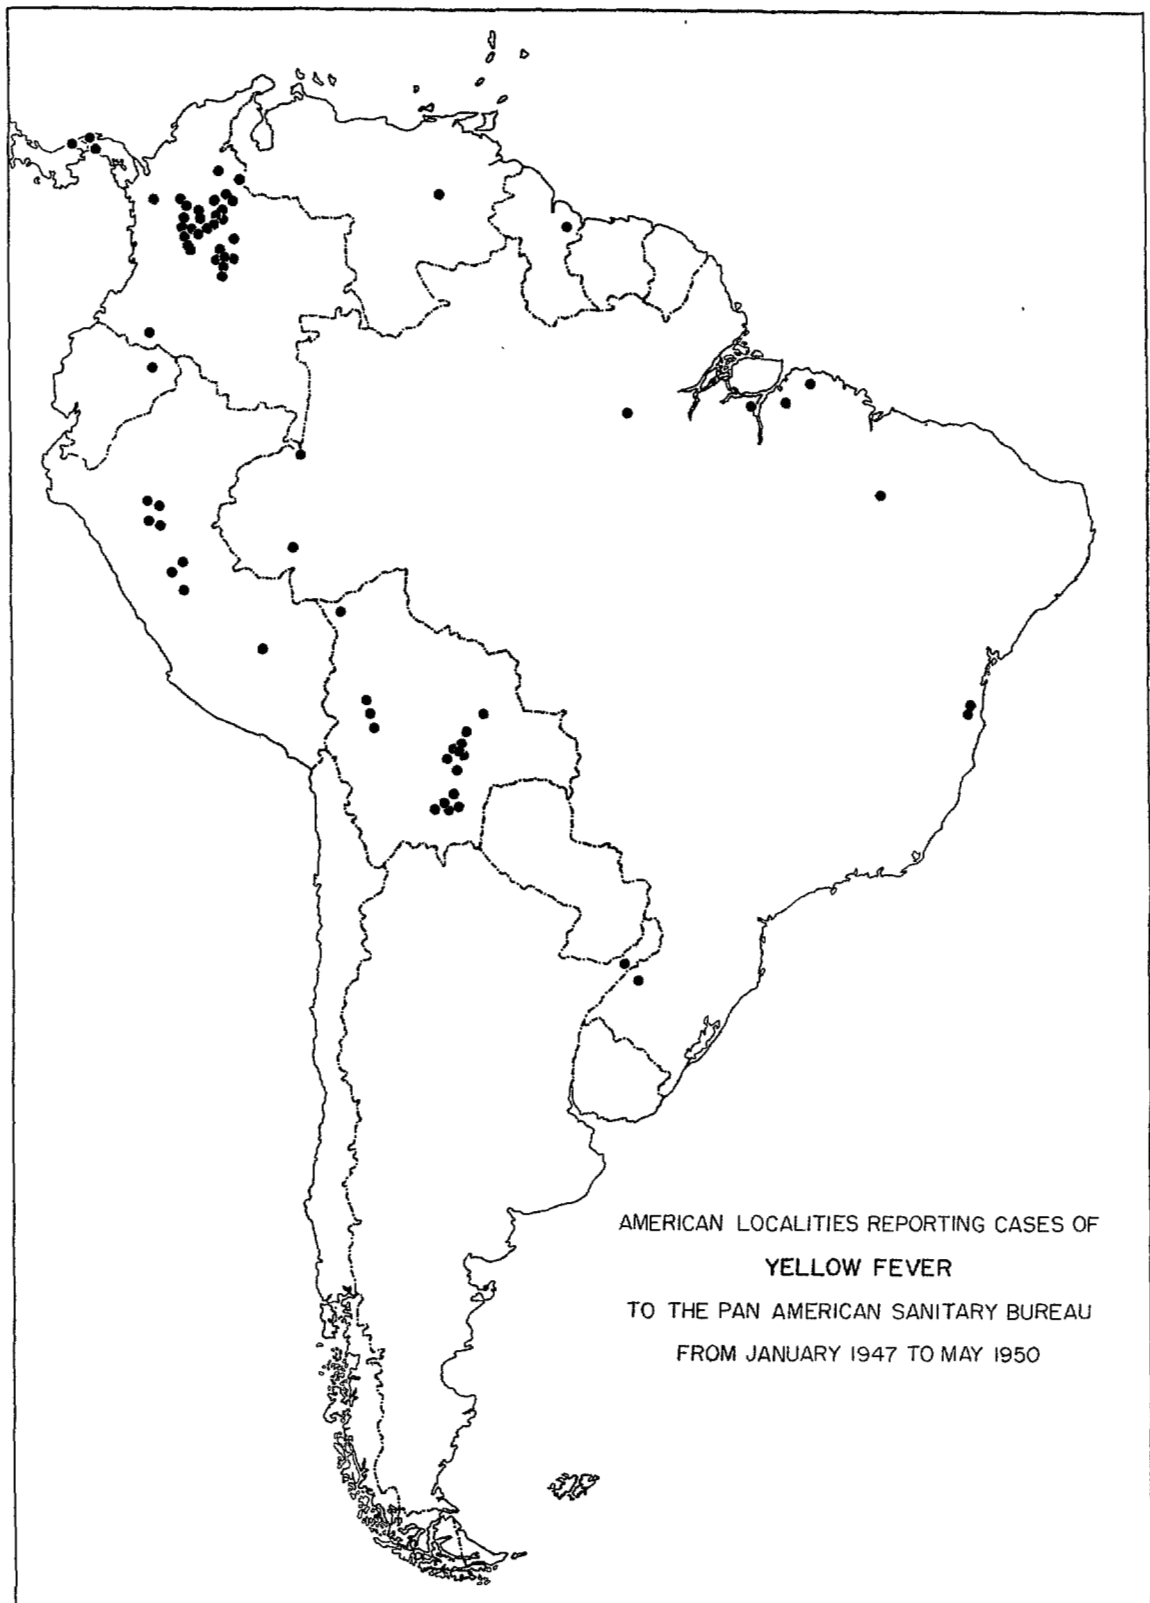 AMERICAN LOCALITIES REPORTING CASES OF
YELLOW FEVER
TO THE PAN AMERICAN SANITARY BUREAU
FROM JANUARY 1947 TO MAY 1950